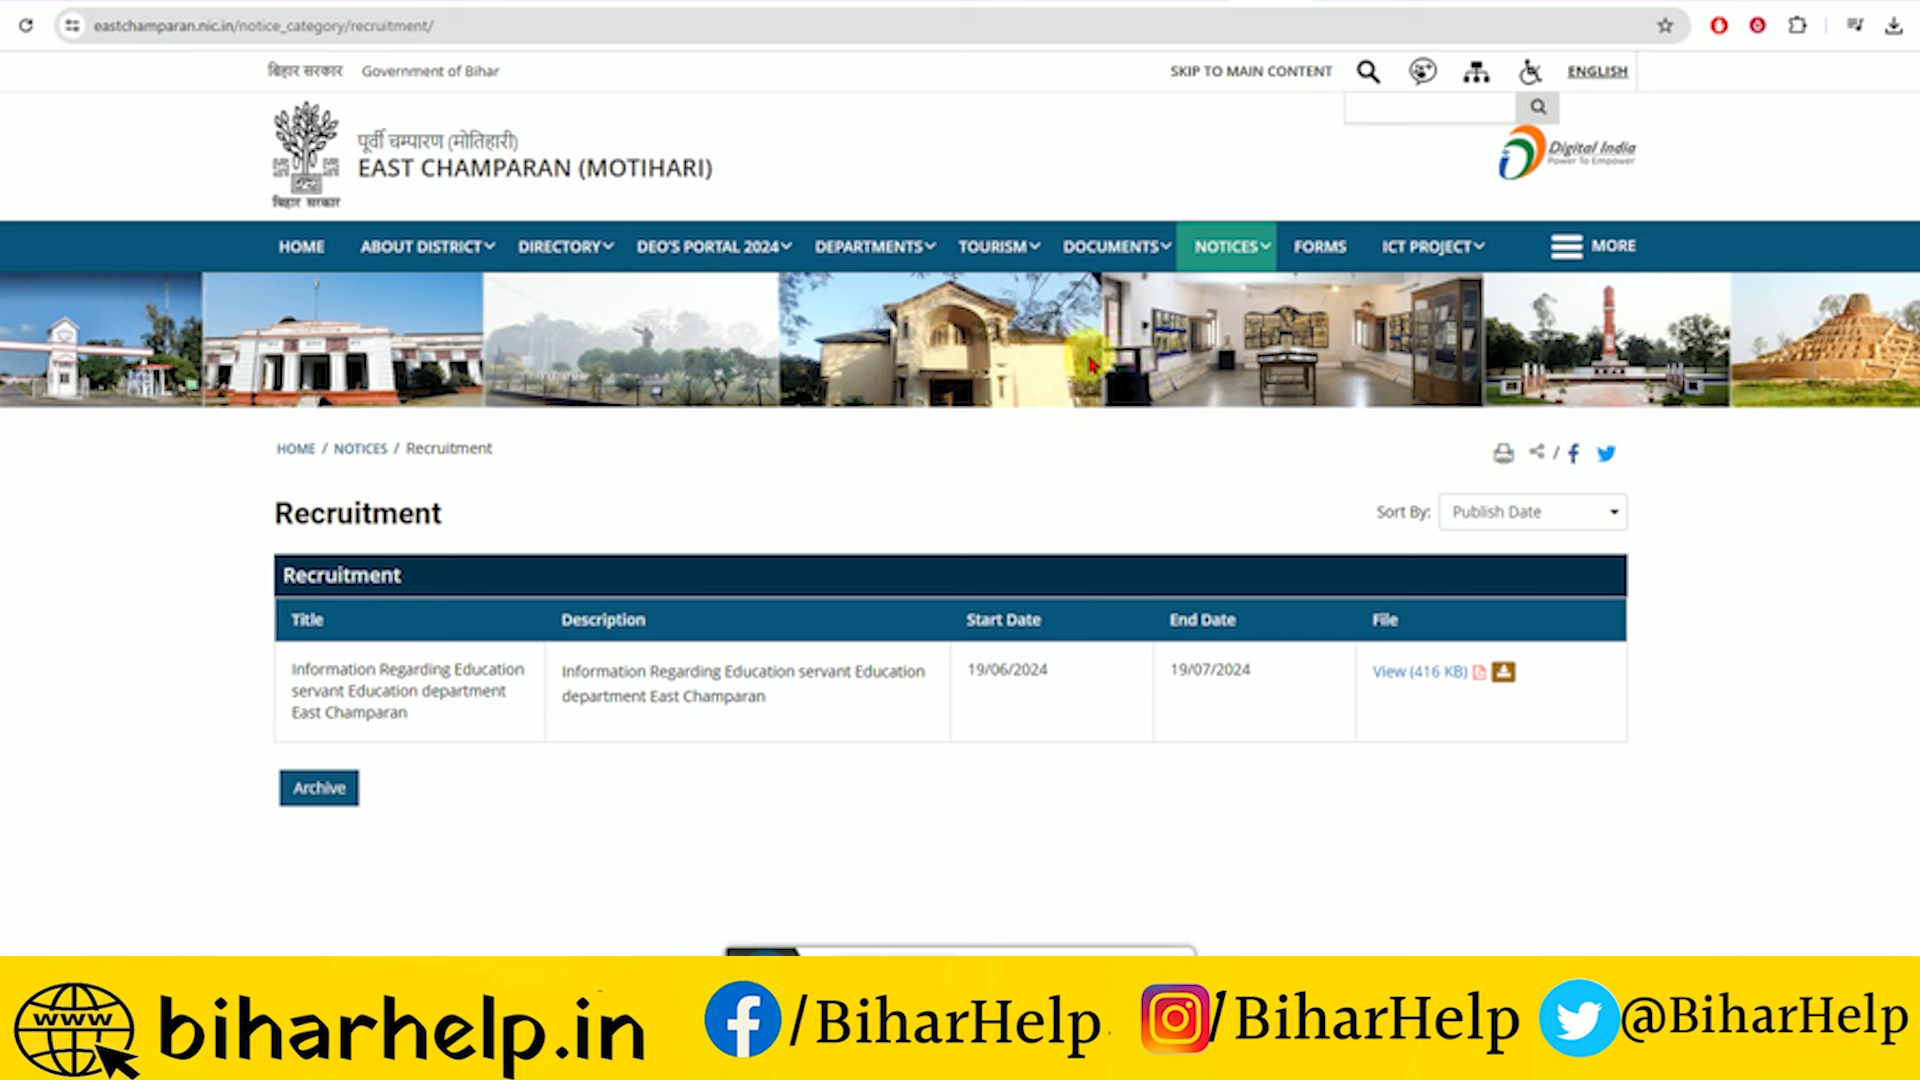 eastchamparan.nic.in/notice_category/recruitment/
बिहार सरकार Government of Bihar
SKIP TO MAIN CONTENT ENGLISH
पूर्वी चम्पारण (मोतिहारी)
EAST CHAMPARAN (MOTIHARI)
बिहार सरकार
Digital India
Power To Empower
HOME ABOUT DISTRICT DIRECTORY DEO'S PORTAL 2024 DEPARTMENTS TOURISM DOCUMENTS NOTICES FORMS ICT PROJECT MORE
HOME / NOTICES / Recruitment
Recruitment
Sort By: Publish Date
Recruitment
Title Description Start Date End Date File
Information Regarding Education
servant Education department
East Champaran
Information Regarding Education servant Education
department East Champaran
19/06/2024
19/07/2024
View (416 KB)
Archive
www biharhelp.in
/BiharHelp
/BiharHelp
@BiharHelp